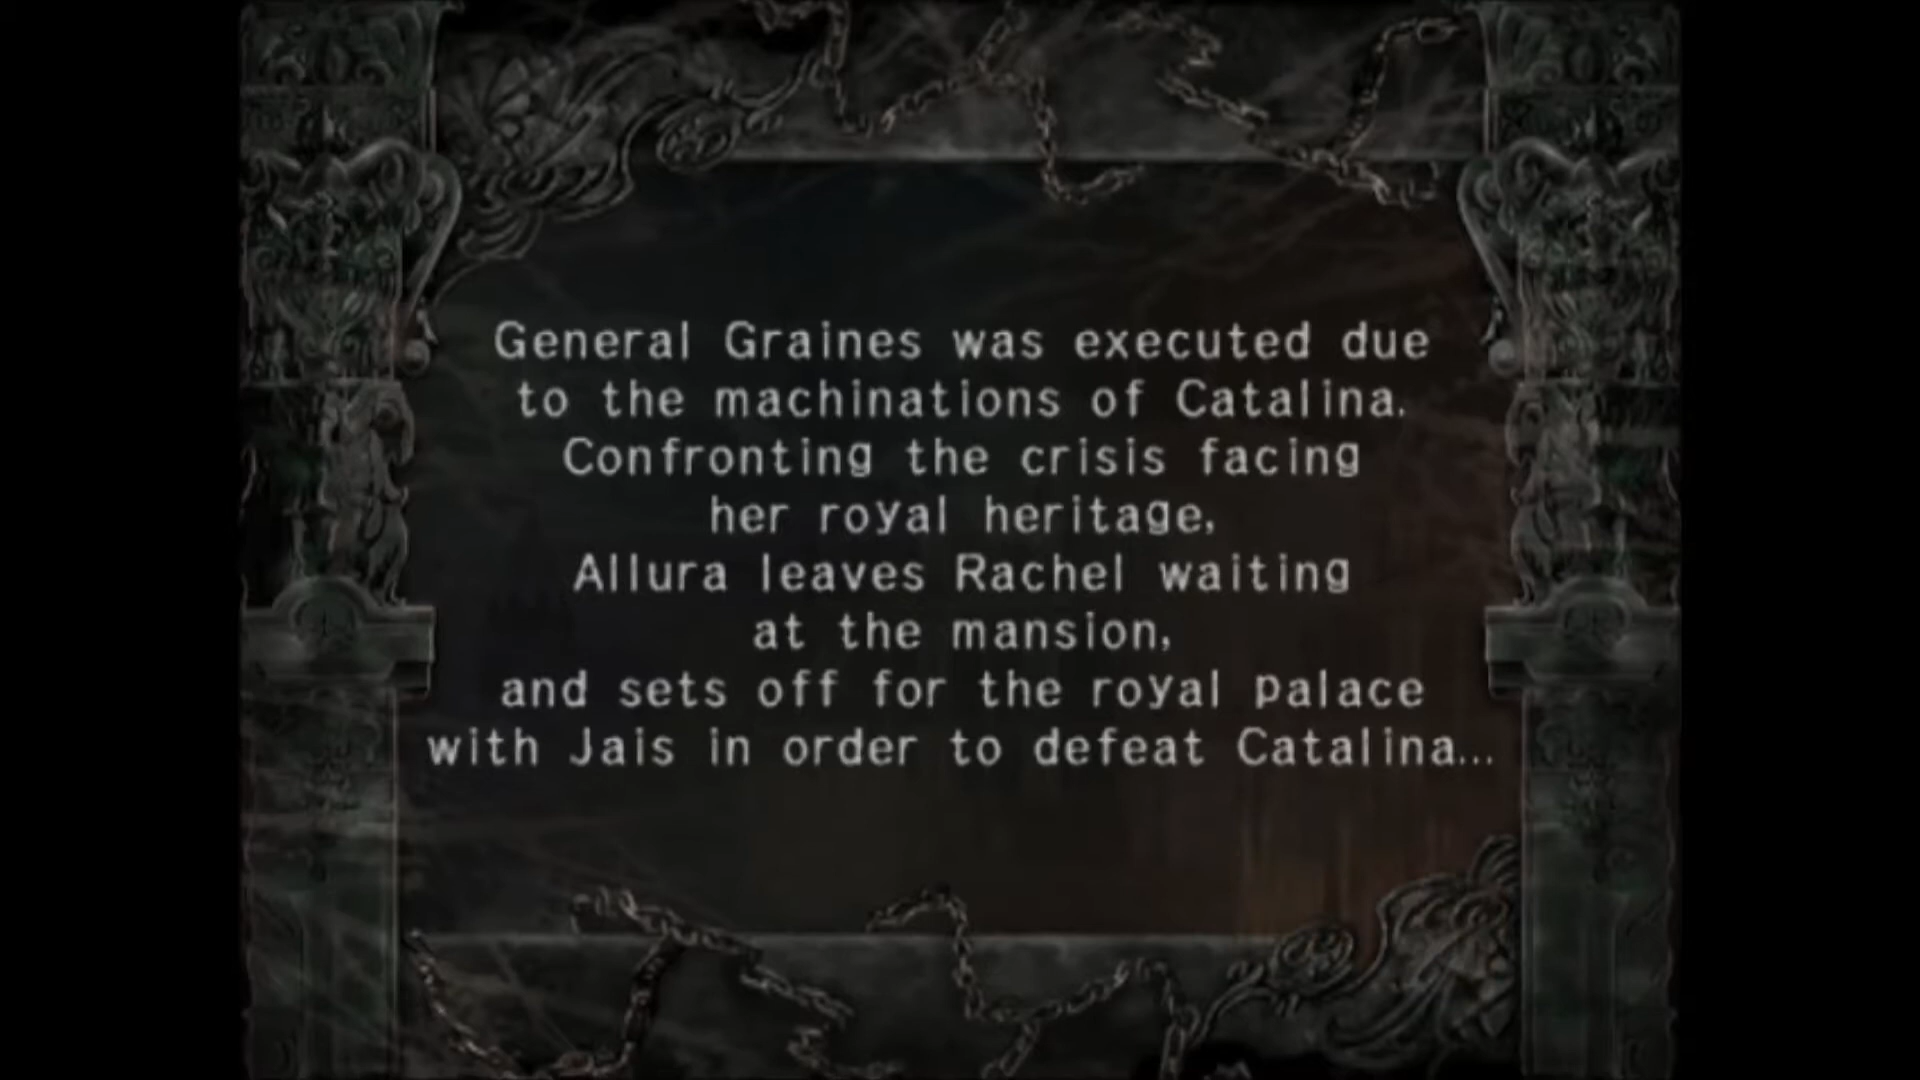 General Graines was executed due
to the machinations of Catalina.
Confronting the crisis facing
her royal heritage,
Allura leaves Rachel waiting
at the mansion,
and sets off for the royal palace
with Jais in order to defeat Catalina...